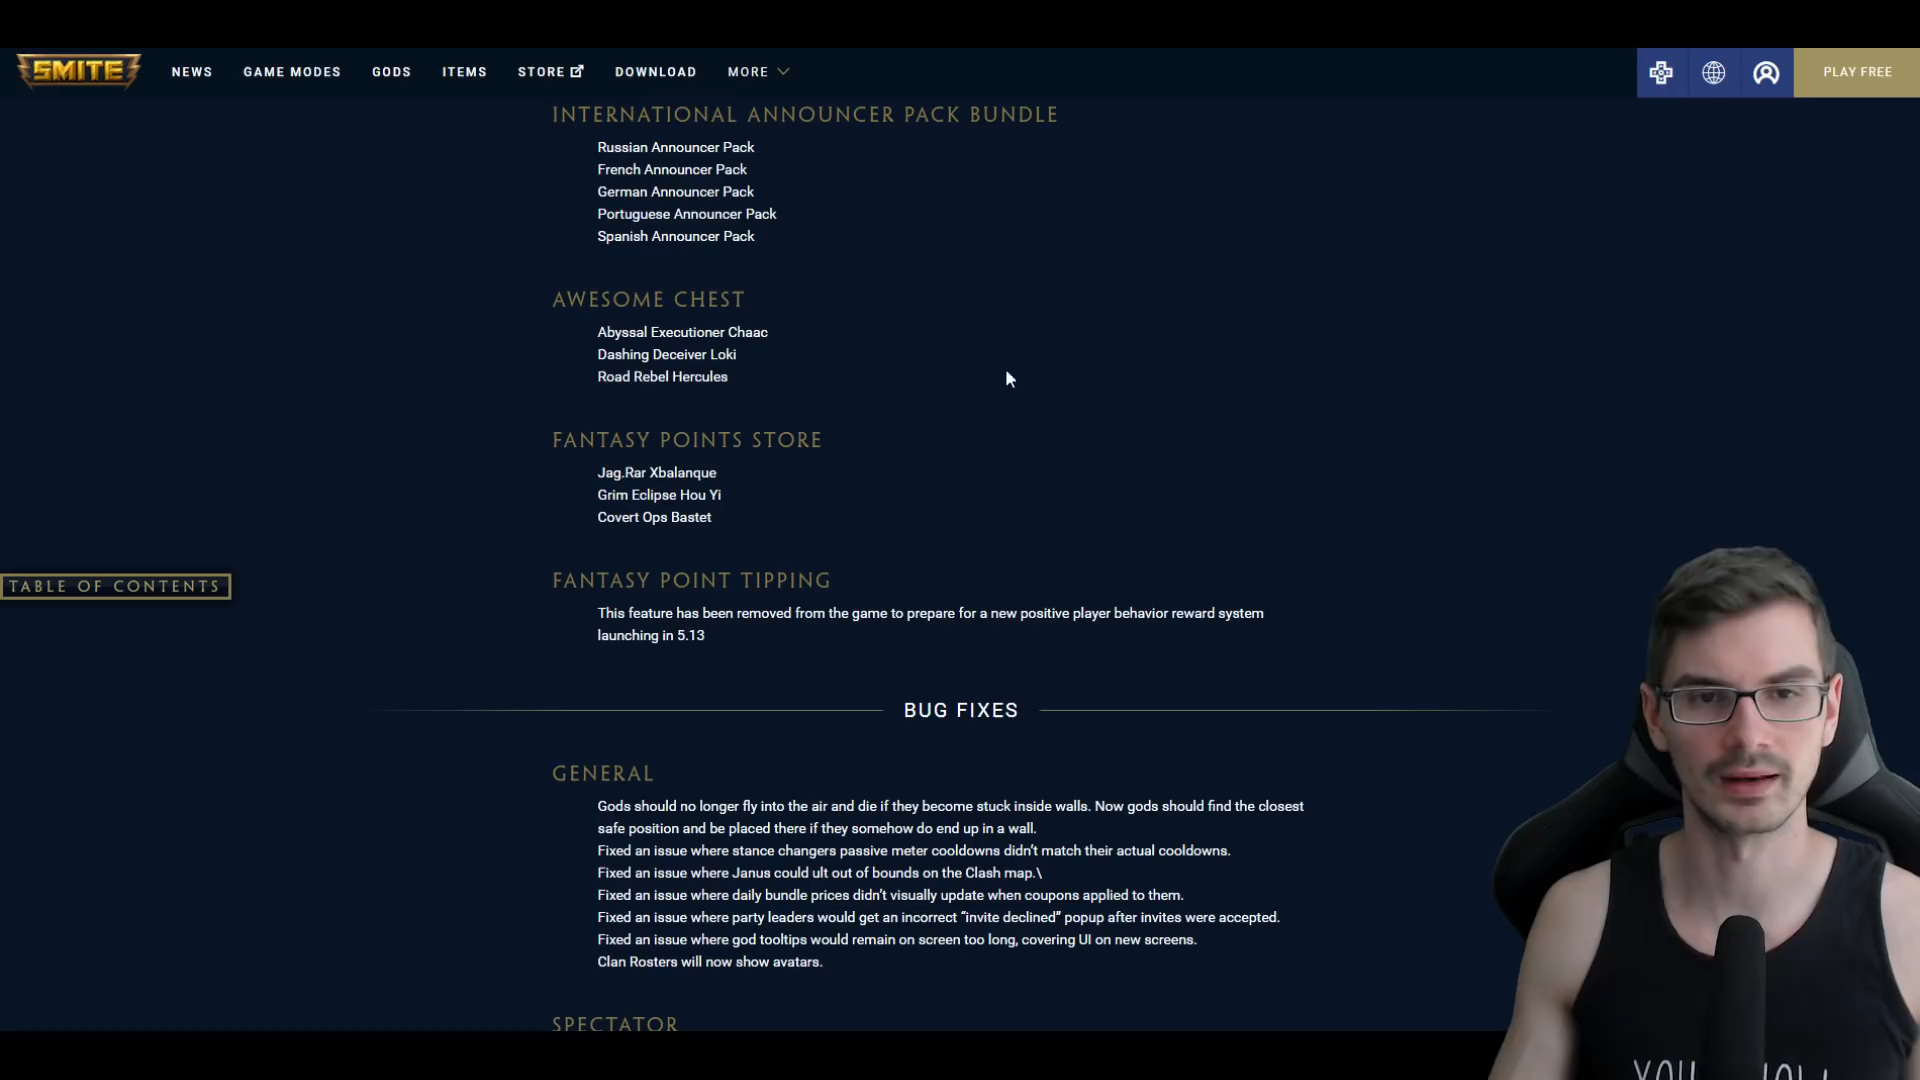 SMITE
NEWS
GAME MODES
GODS
ITEMS
STORE
DOWNLOAD
MORE
PLAY FREE
INTERNATIONAL ANNOUNCER PACK BUNDLE
Russian Announcer Pack
French Announcer Pack
German Announcer Pack
Portuguese Announcer Pack
Spanish Announcer Pack
AWESOME CHEST
Abyssal Executioner Chaac
Dashing Deceiver Loki
Road Rebel Hercules
FANTASY POINTS STORE
Jag.Rar Xbalanque
Grim Eclipse Hou Yi
Covert Ops Bastet
TABLE OF CONTENTS
FANTASY POINT TIPPING
This feature has been removed from the game to prepare for a new positive player behavior reward system
launching in 5.13
BUG FIXES
GENERAL
Gods should no longer fly into the air and die if they become stuck inside walls. Now gods should find the closest
safe position and be placed there if they somehow do end up in a wall.
Fixed an issue where stance changers passive meter cooldowns didn't match their actual cooldowns.
Fixed an issue where Janus could ult out of bounds on the Clash map.\
Fixed an issue where daily bundle prices didn't visually update when coupons applied to them.
Fixed an issue where party leaders would get an incorrect “invite declined” popup after invites were accepted.
Fixed an issue where god tooltips would remain on screen too long, covering UI on new screens.
Clan Rosters will now show avatars.
SPECTATOR
YOU